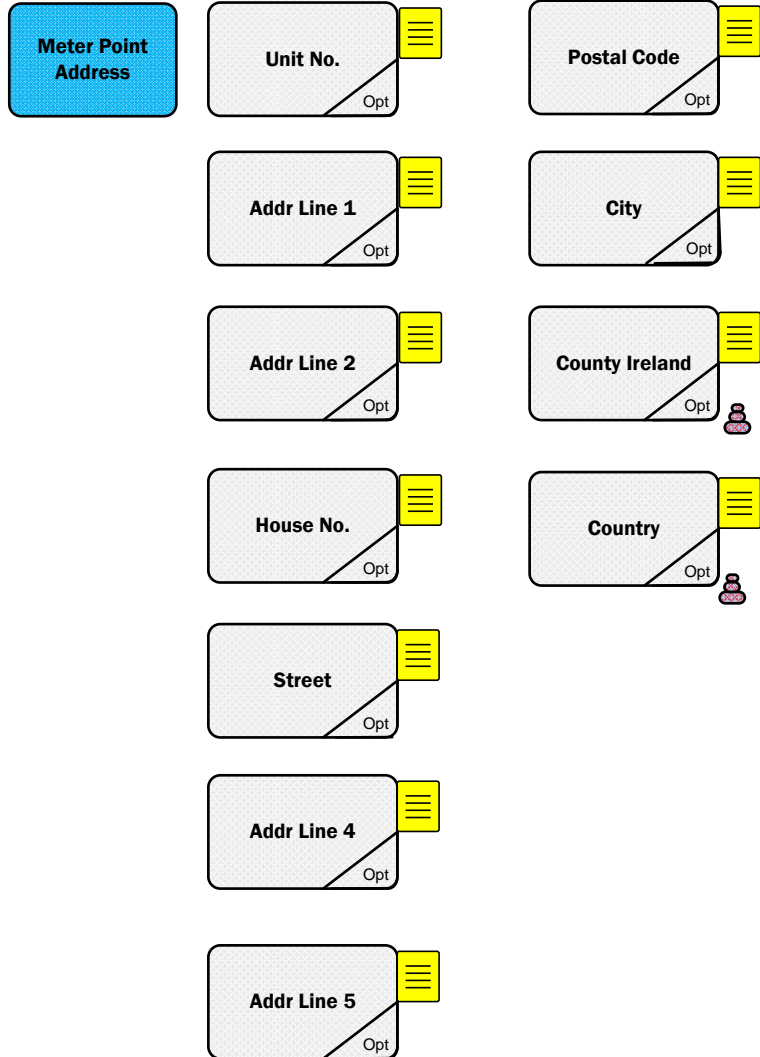 Meter Point
Address
Unit No.
Opt
Addr Line 1
Opt
Addr Line 2
Opt
House No.
Opt
Street
Opt
Addr Line 4
Opt
Addr Line 5
Opt
Postal Code
Opt
City
Opt
County Ireland
Opt
Country
Opt